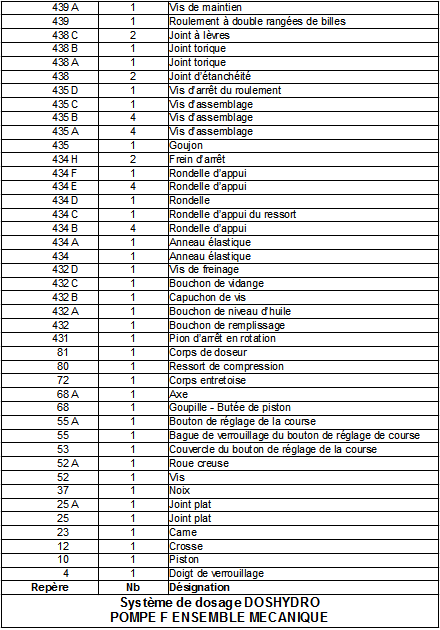 439 A 1 Vis de maintien
439 1 Roulement à double rangées de billes
438 C 2 Joint à lèvres
438 B 1 Joint torique
438 A 1 Joint torique
438 2 Joint d'étanchéité
435 D 1 Vis d'arrêt du roulement
435 C 1 Vis d'assemblage
435 B 4 Vis d'assemblage
435 A 4 Vis d'assemblage
435 1 Goujon
434 H 2 Frein d'arrêt
434 F 1 Rondelle d'appui
434 E 4 Rondelle d'appui
434 D 1 Rondelle
434 C 1 Rondelle d'appui du ressort
434 B 4 Rondelle d'appui
434 A 1 Anneau élastique
434 1 Anneau élastique
432 D 1 Vis de freinage
432 C 1 Bouchon de vidange
432 B 1 Capuchon de vis
432 A 1 Bouchon de niveau d'huile
432 1 Bouchon de remplissage
431 1 Pion d'arrêt en rotation
81 1 Corps de doseur
80 1 Ressort de compression
72 1 Corps entretoise
68 A 1 Axe
68 1 Goupille - Butée de piston
55 A 1 Bouton de réglage de la course
55 1 Bague de verrouillage du bouton de réglage de course
53 1 Couvercle du bouton de réglage de la course
52 A 1 Roue creuse
52 1 Vis
37 1 Noix
25 A 1 Joint plat
25 1 Joint plat
23 1 Came
12 1 Crosse
10 1 Piston
4 1 Doigt de verrouillage
Repère Nb Désignation
Système de dosage DOSHYDRO
POMPE F ENSEMBLE MECANIQUE